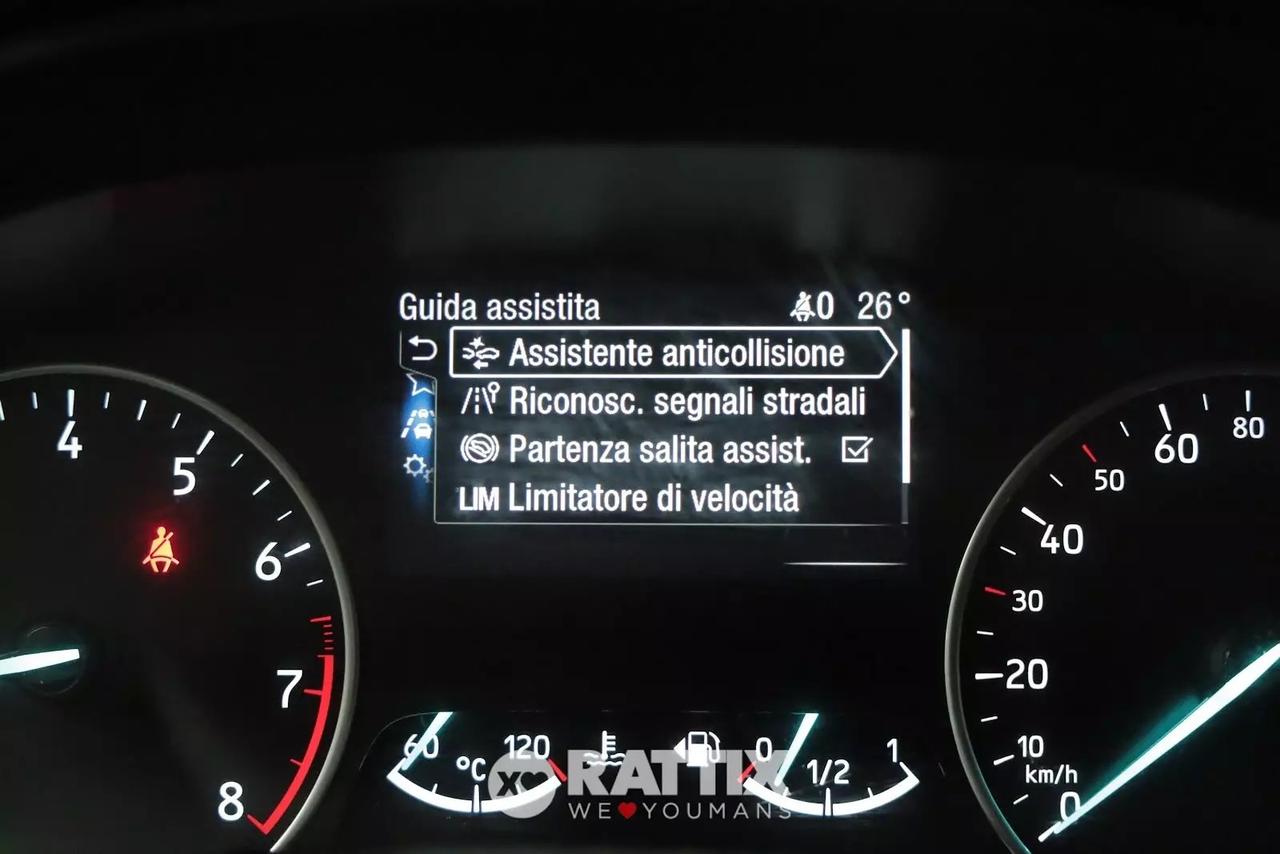 Guida assistita 0 26°
Assistente anticollisione
Riconosc. segnali stradali
Partenza salita assist.
LIM Limitatore di velocità
4
5
6
7
8
80
60
50
40
30
20
10
km/h
0
60 120
°C
0 1/2 1
XO RATTIX
WE YOUMANS